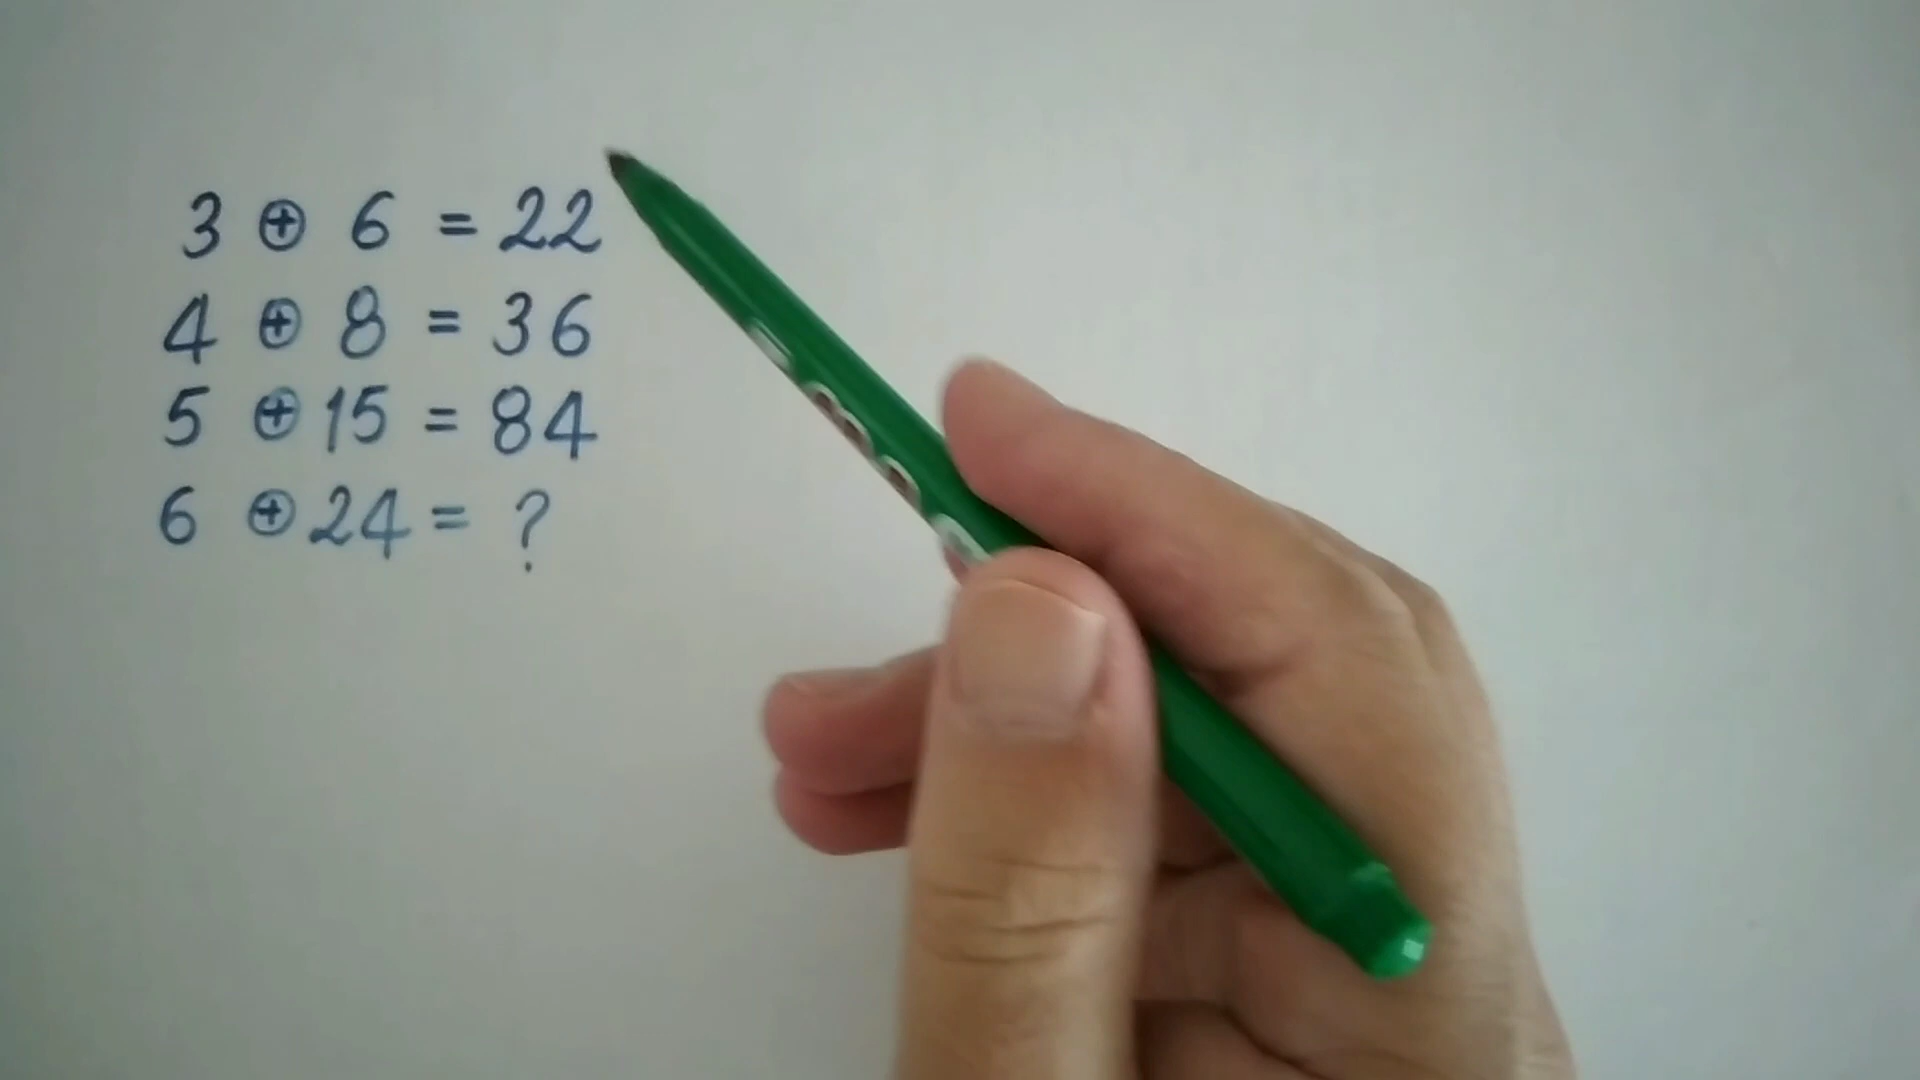 3 ⊕ 6 = 22
4 ⊕ 8 = 36
5 ⊕ 15 = 84
6 ⊕ 24 = ?